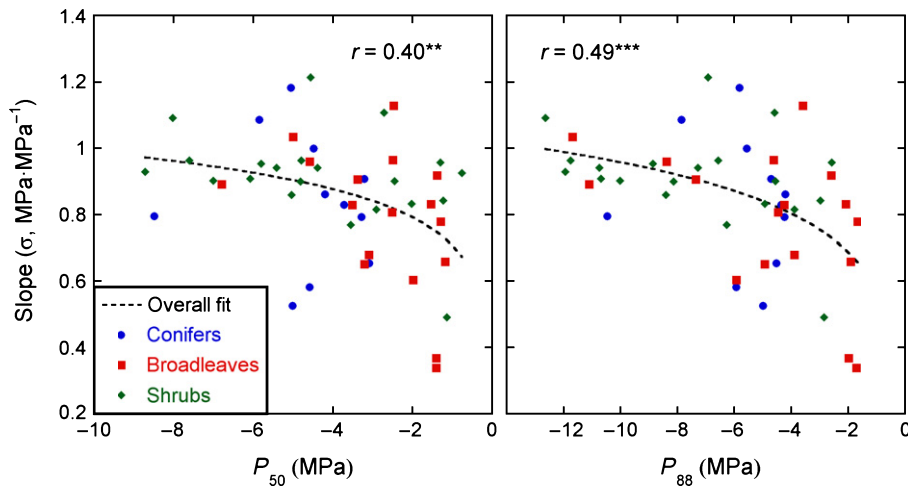 1.4
1.2
1
0.8
0.6
0.4
0.2
Slope (σ, MPa·MPa⁻¹)
r = 0.40**
Overall fit
Conifers
Broadleaves
Shrubs
−10 −8 −6 −4 −2 0
P₅₀ (MPa)
r = 0.49***
−12 −10 −8 −6 −4 −2 0
P₈₈ (MPa)